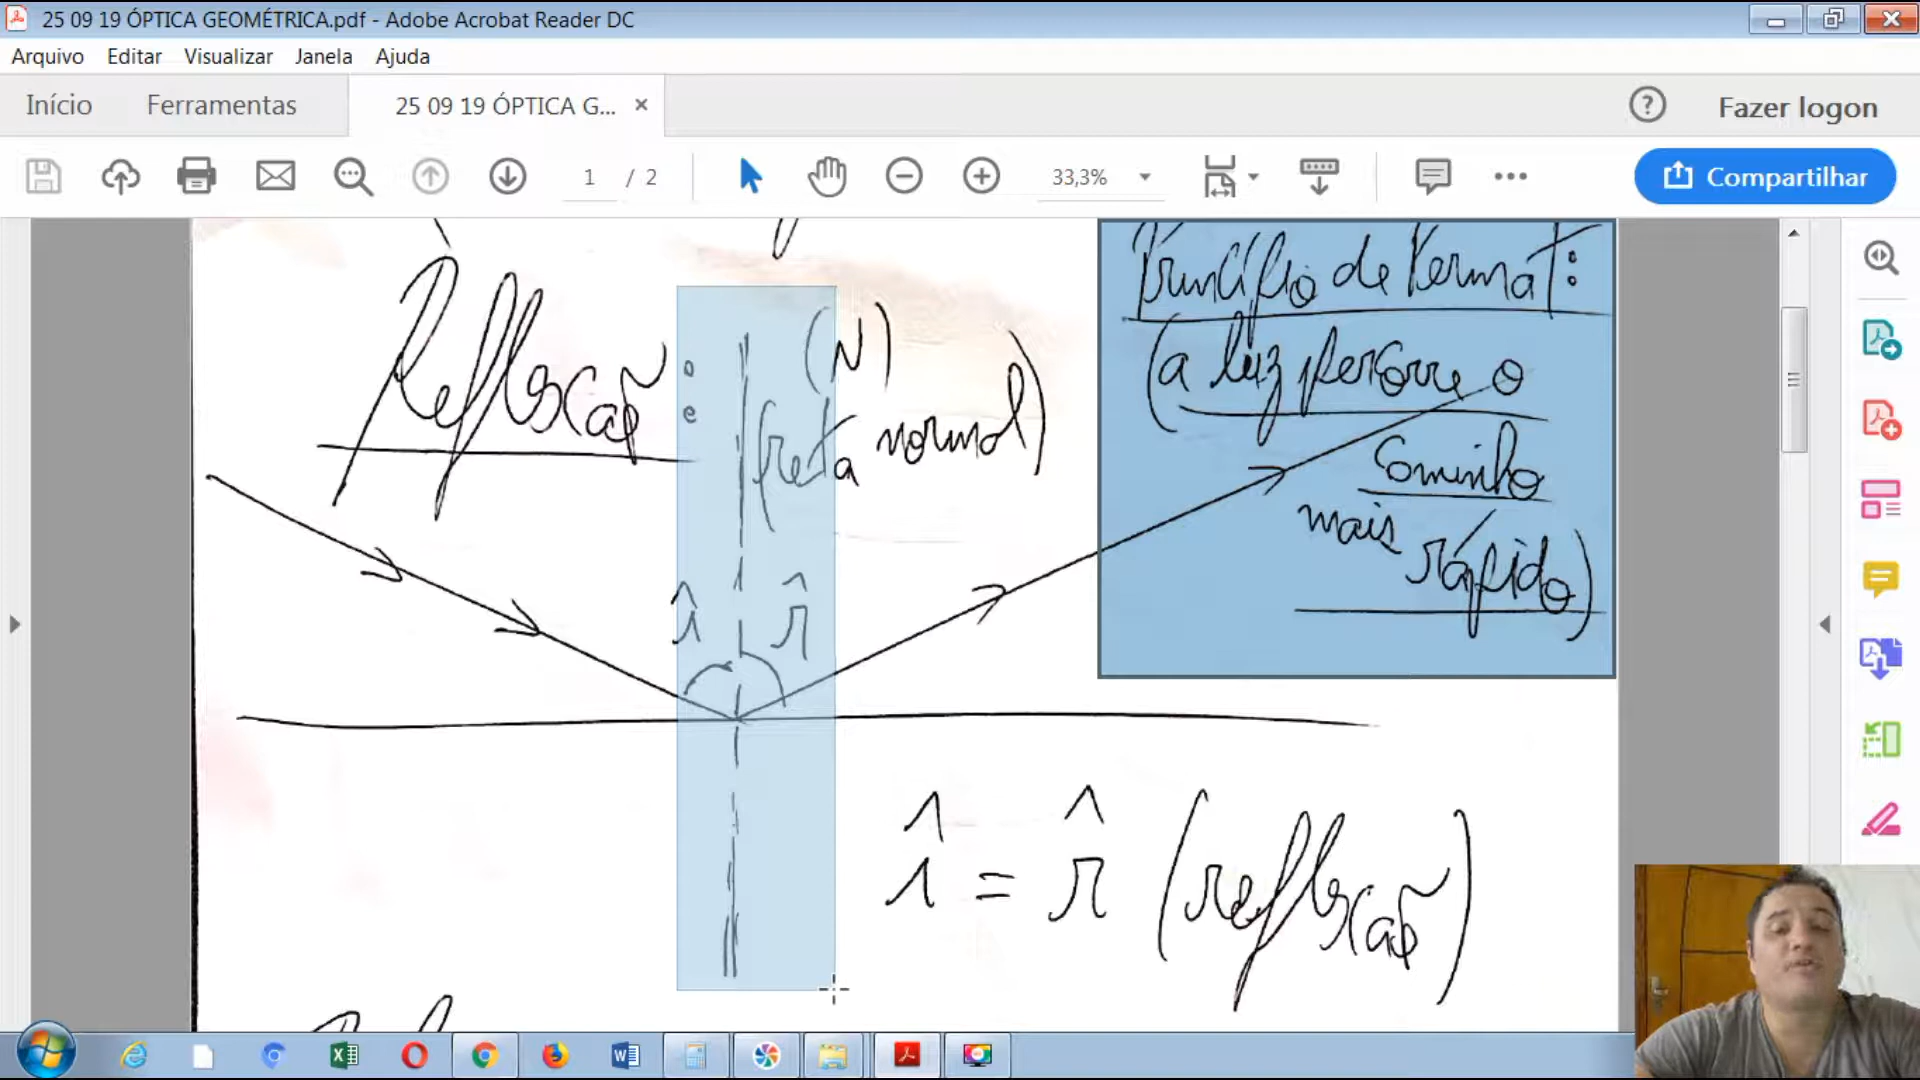 25 09 19 ÓPTICA GEOMÉTRICA.pdf - Adobe Acrobat Reader DC
Arquivo Editar Visualizar Janela Ajuda
Início Ferramentas 25 09 19 ÓPTICA G... × Fazer logon
1 / 2 33,3% Compartilhar
Princípio de Fermat:
(a luz percorre o
caminho
mais
rápido)
Reflexão:
(N)
(reta normal)
î r̂
î = r̂ (reflexão)